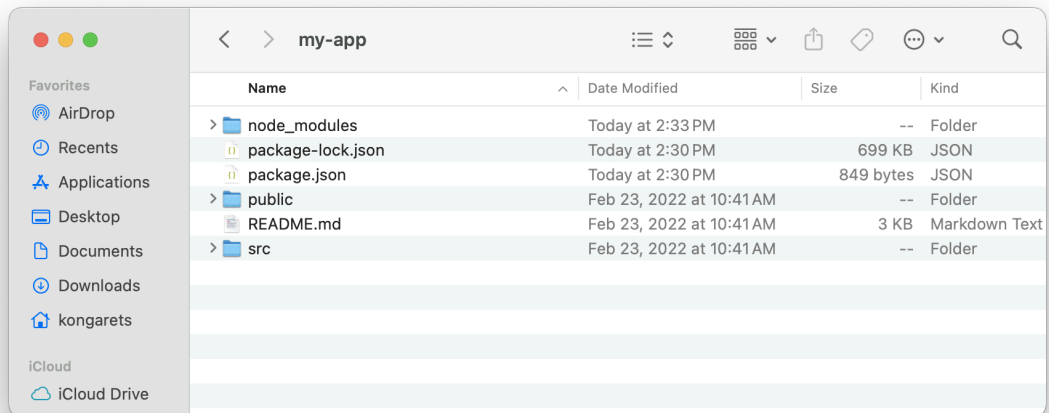 my-app
Favorites
AirDrop
Recents
Applications
Desktop
Documents
Downloads
kongarets
iCloud
iCloud Drive
Name Date Modified Size Kind
node_modules Today at 2:33 PM -- Folder
package-lock.json Today at 2:30 PM 699 KB JSON
package.json Today at 2:30 PM 849 bytes JSON
public Feb 23, 2022 at 10:41 AM -- Folder
README.md Feb 23, 2022 at 10:41 AM 3 KB Markdown Text
src Feb 23, 2022 at 10:41 AM -- Folder